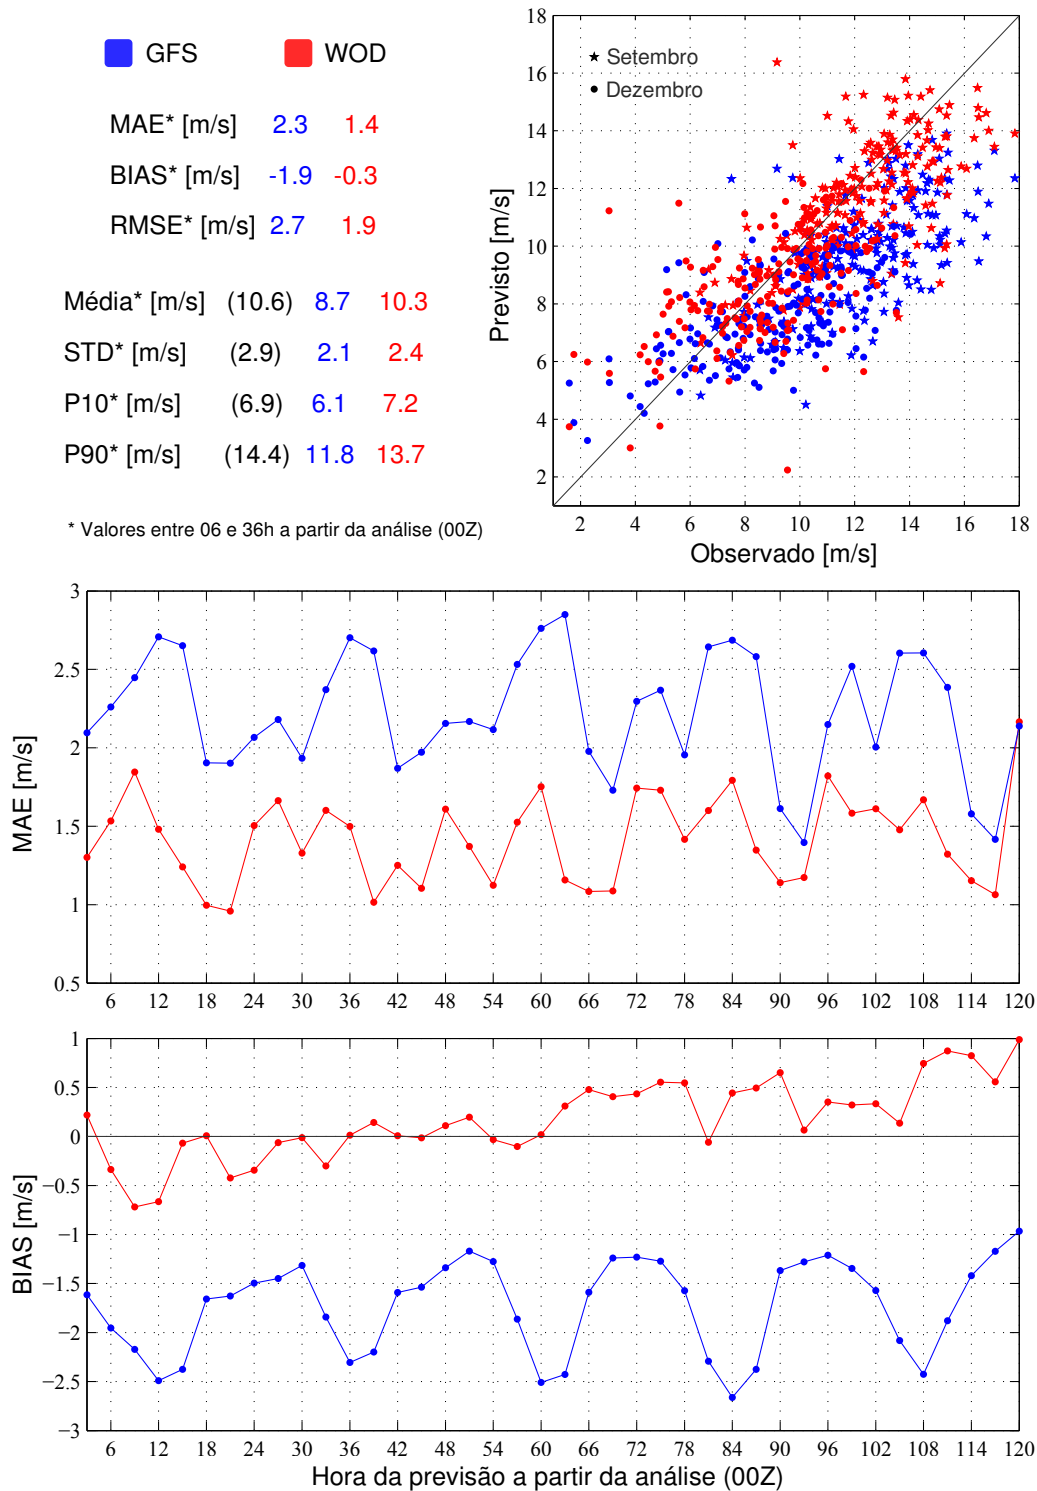 GFS WOD
MAE* [m/s] 2.3 1.4
BIAS* [m/s] -1.9 -0.3
RMSE* [m/s] 2.7 1.9
Média* [m/s] (10.6) 8.7 10.3
STD* [m/s] (2.9) 2.1 2.4
P10* [m/s] (6.9) 6.1 7.2
P90* [m/s] (14.4) 11.8 13.7
* Valores entre 06 e 36h a partir da análise (00Z)
Setembro
Dezembro
Previsto [m/s]
18
16
14
12
10
8
6
4
2
2 4 6 8 10 12 14 16 18
Observado [m/s]
MAE [m/s]
3
2.5
2
1.5
1
0.5
6 12 18 24 30 36 42 48 54 60 66 72 78 84 90 96 102 108 114 120
BIAS [m/s]
1
0.5
0
−0.5
−1
−1.5
−2
−2.5
−3
6 12 18 24 30 36 42 48 54 60 66 72 78 84 90 96 102 108 114 120
Hora da previsão a partir da análise (00Z)